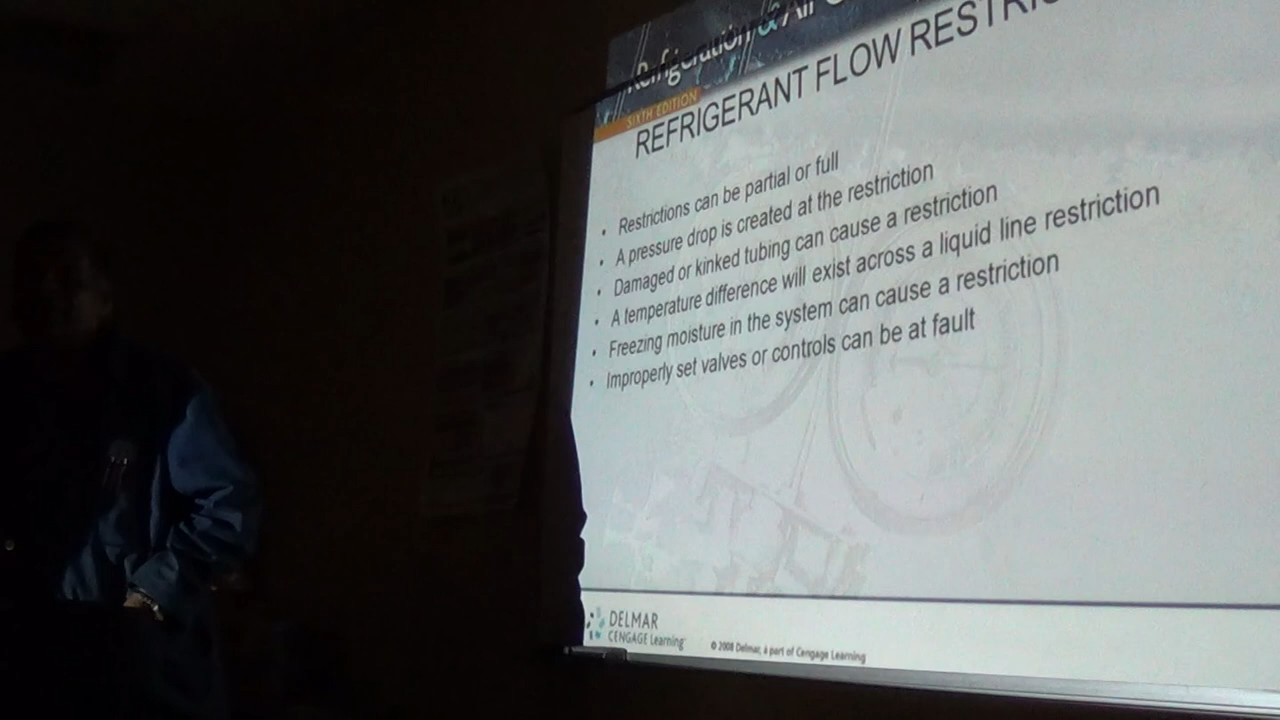 Refrigeration & Air
SIXTH EDITION
REFRIGERANT FLOW RESTRIC
• Restrictions can be partial or full
• A pressure drop is created at the restriction
• Damaged or kinked tubing can cause a restriction
• A temperature difference will exist across a liquid line restriction
• Freezing moisture in the system can cause a restriction
• Improperly set valves or controls can be at fault
DELMAR
CENGAGE Learning
© 2008 Delmar, a part of Cengage Learning